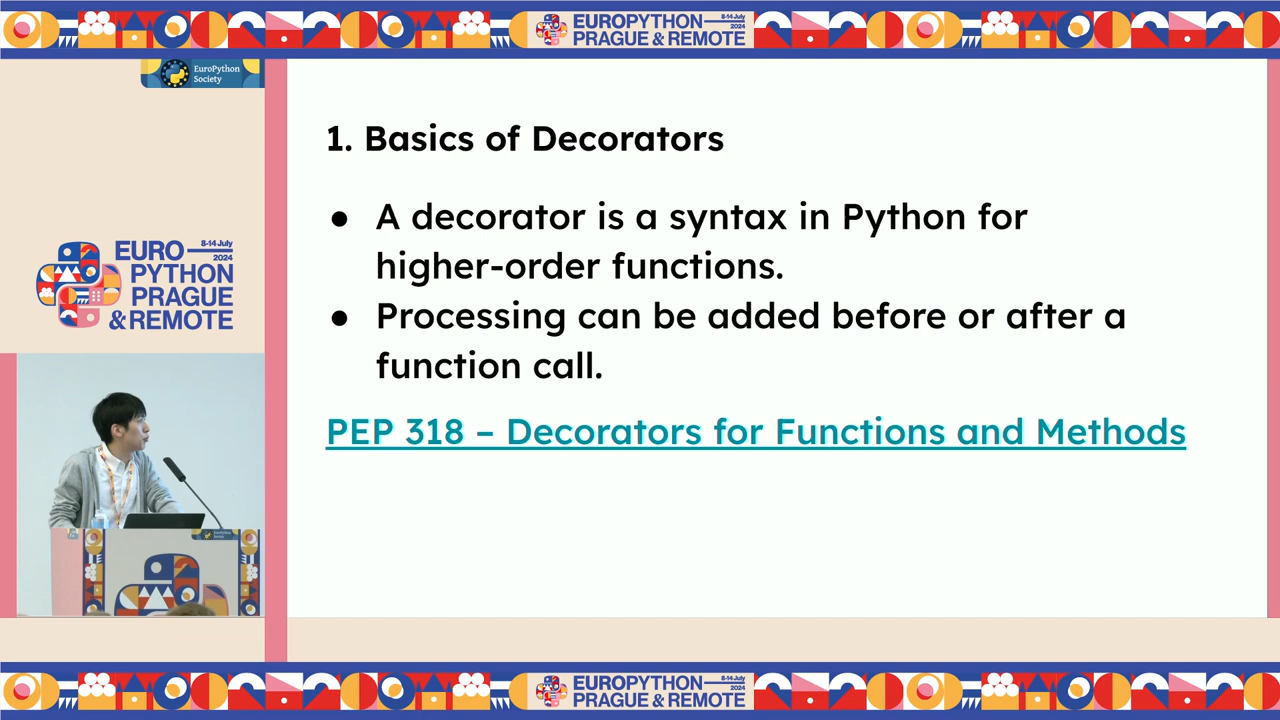 EUROPYTHON
8-14 July
2024
PRAGUE & REMOTE
EuroPython
Society
1. Basics of Decorators
● A decorator is a syntax in Python for
higher-order functions.
● Processing can be added before or after a
function call.
PEP 318 – Decorators for Functions and Methods
EURO
8-14 July
2024
PYTHON
PRAGUE
& REMOTE
EuroPython
Society
EUROPYTHON
8-14 July
2024
PRAGUE & REMOTE